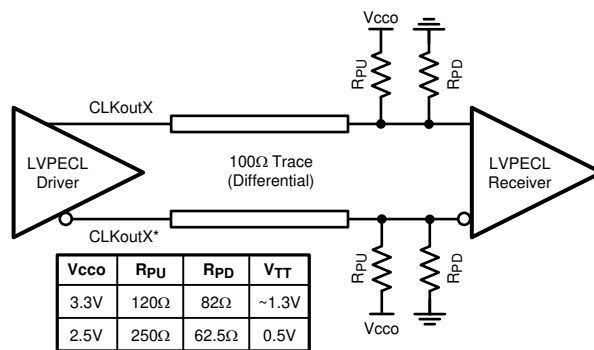 Vcco
RPU
RPD
CLKoutX
LVPECL
Driver
100Ω Trace
(Differential)
LVPECL
Receiver
CLKoutX*
RPU
RPD
Vcco
Vcco RPU RPD VTT
3.3V 120Ω 82Ω ~1.3V
2.5V 250Ω 62.5Ω 0.5V